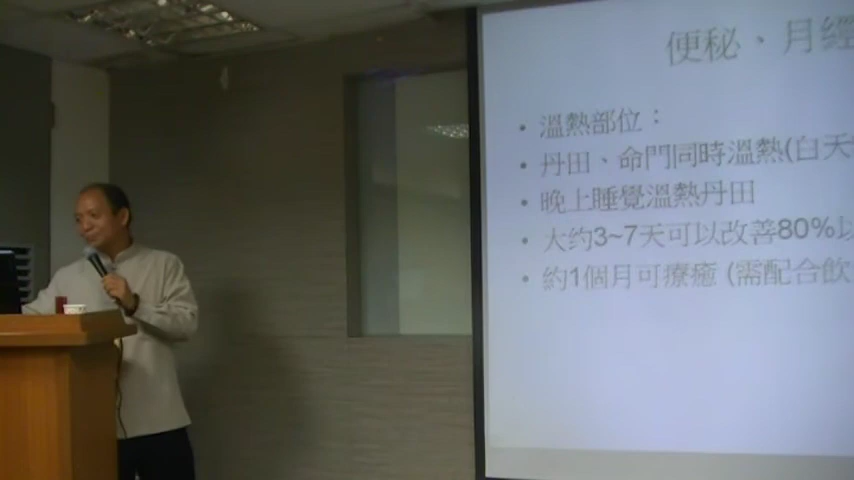 便秘、月經
• 溫熱部位：
• 丹田、命門同時溫熱(白天
• 晚上睡覺溫熱丹田
• 大约3~7天可以改善80%以
• 約1個月可療癒 (需配合飲